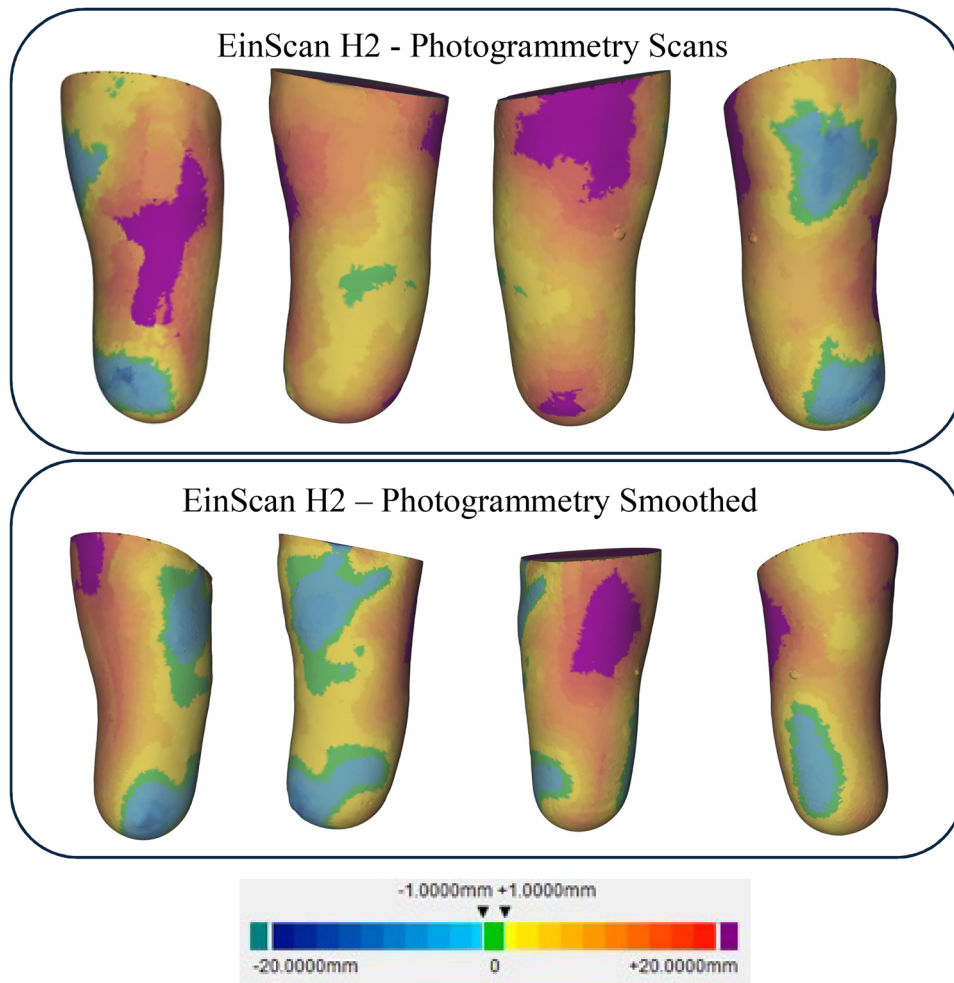 EinScan H2 - Photogrammetry Scans
EinScan H2 – Photogrammetry Smoothed
-1.0000mm +1.0000mm
-20.0000mm 0 +20.0000mm